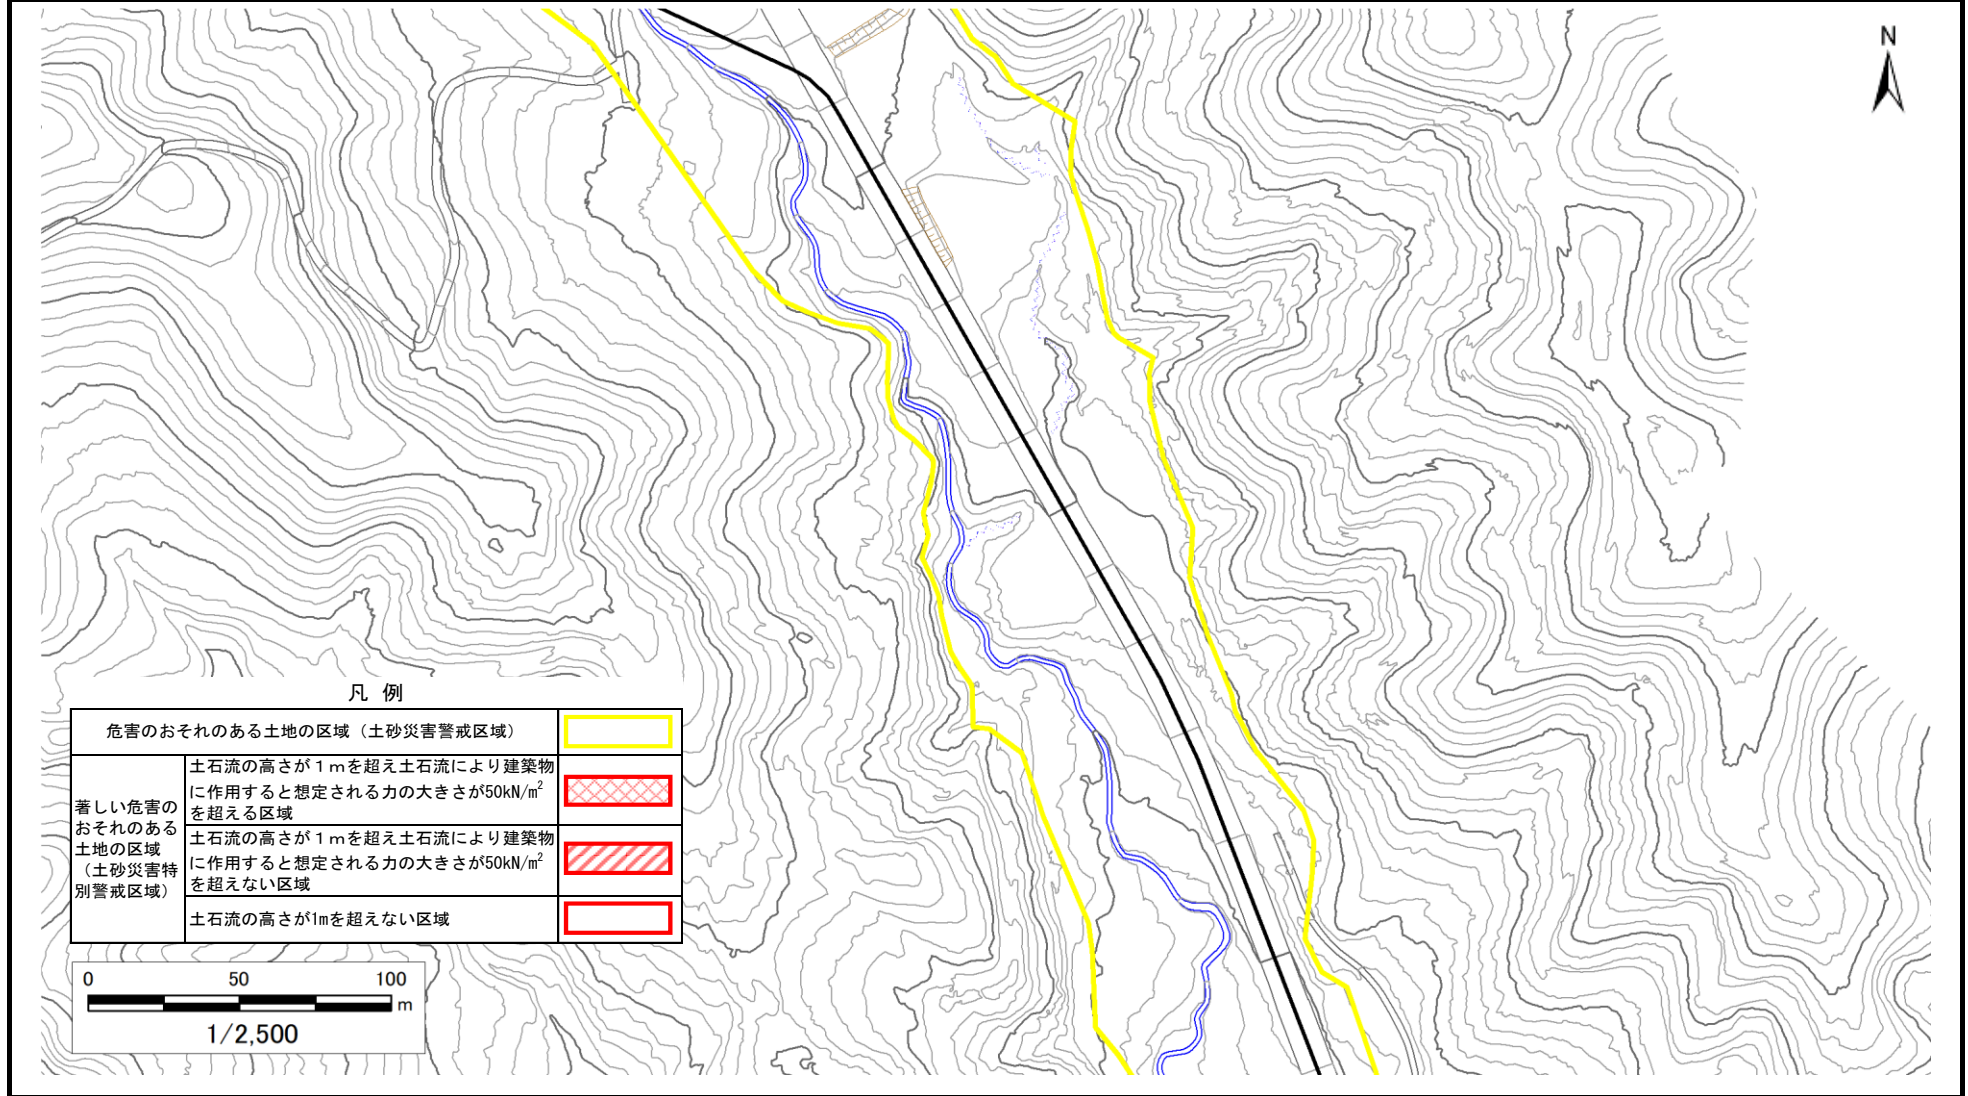 N
凡 例
危害のおそれのある土地の区域（土砂災害警戒区域）
著しい危害の
おそれのある
土地の区域
（土砂災害特
別警戒区域）
土石流の高さが１ｍを超え土石流により建築物
に作用すると想定される力の大きさが50kN/m²
を超える区域
土石流の高さが１ｍを超え土石流により建築物
に作用すると想定される力の大きさが50kN/m²
を超えない区域
土石流の高さが1mを超えない区域
0 50 100
m
1/2,500